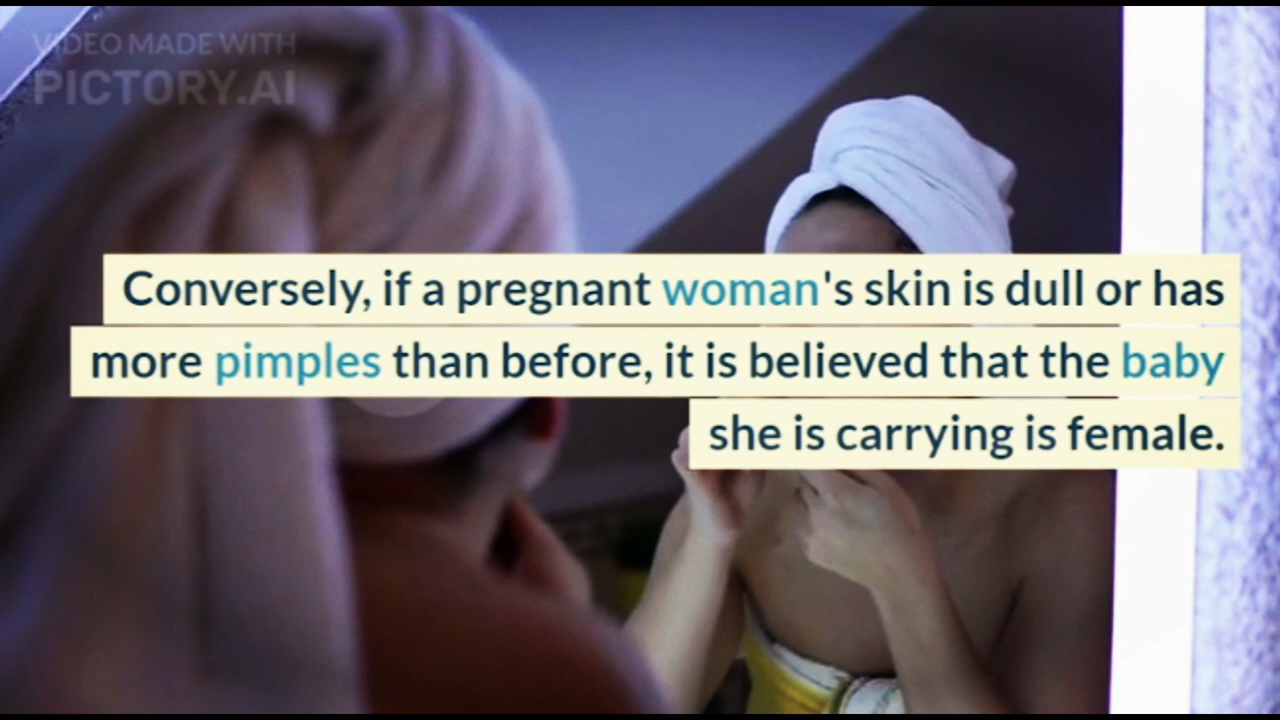 VIDEO MADE WITH
PICTORY.AI
Conversely, if a pregnant woman's skin is dull or has
more pimples than before, it is believed that the baby
she is carrying is female.